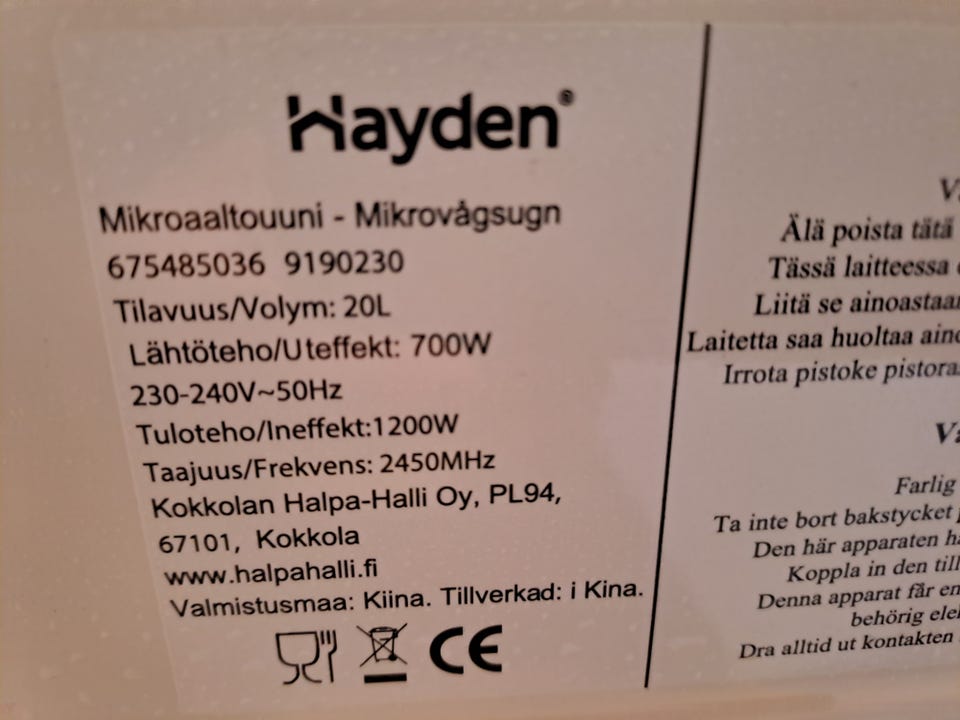 Hayden®
Mikroaaltouuni - Mikrovågsugn
675485036 9190230
Tilavuus/Volym: 20L
Lähtöteho/Uteffekt: 700W
230-240V~50Hz
Tuloteho/Ineffekt:1200W
Taajuus/Frekvens: 2450MHz
Kokkolan Halpa-Halli Oy, PL94,
67101, Kokkola
www.halpahalli.fi
Valmistusmaa: Kiina. Tillverkad: i Kina.
CE
Älä poista tätä
Tässä laitteessa
Liitä se ainoastaan
Laitetta saa huoltaa
Irrota pistoke
Farlig
Ta inte bort bakstycket
Den här apparaten
Koppla in den till
Denna apparat får en
behörig
Dra alltid ut kontakten